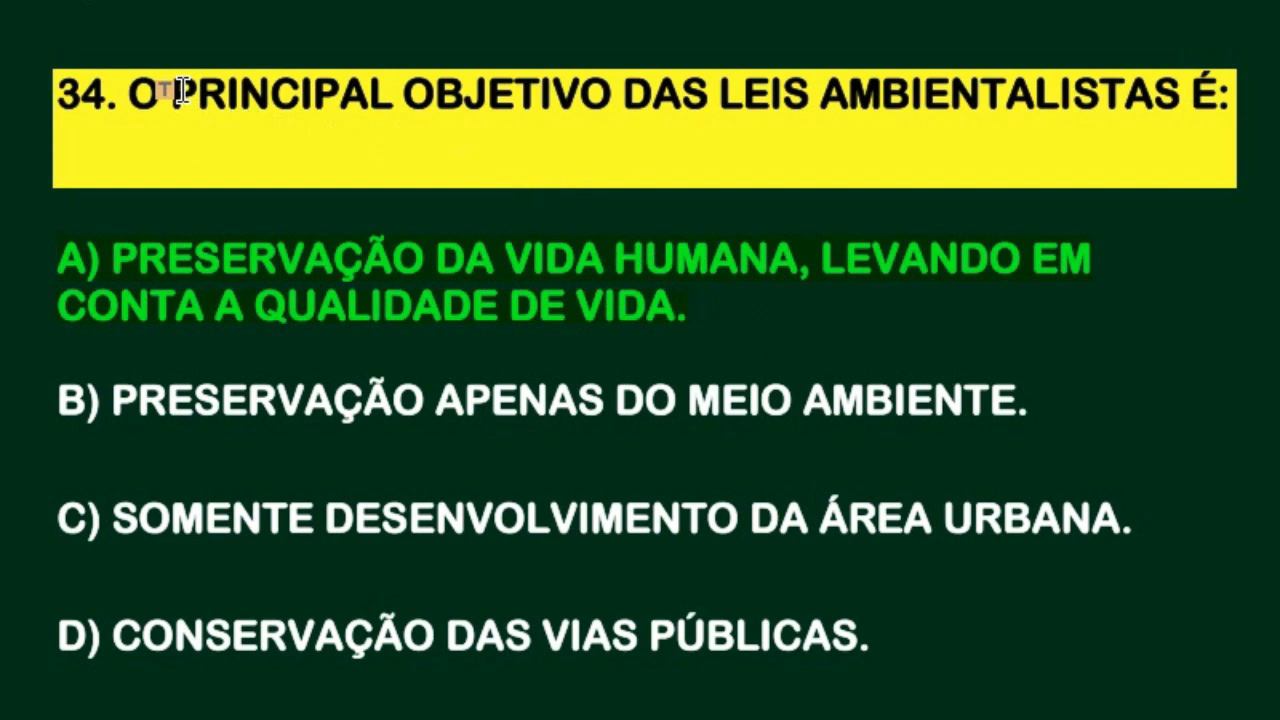 34. O PRINCIPAL OBJETIVO DAS LEIS AMBIENTALISTAS É:
A) PRESERVAÇÃO DA VIDA HUMANA, LEVANDO EM
CONTA A QUALIDADE DE VIDA.
B) PRESERVAÇÃO APENAS DO MEIO AMBIENTE.
C) SOMENTE DESENVOLVIMENTO DA ÁREA URBANA.
D) CONSERVAÇÃO DAS VIAS PÚBLICAS.